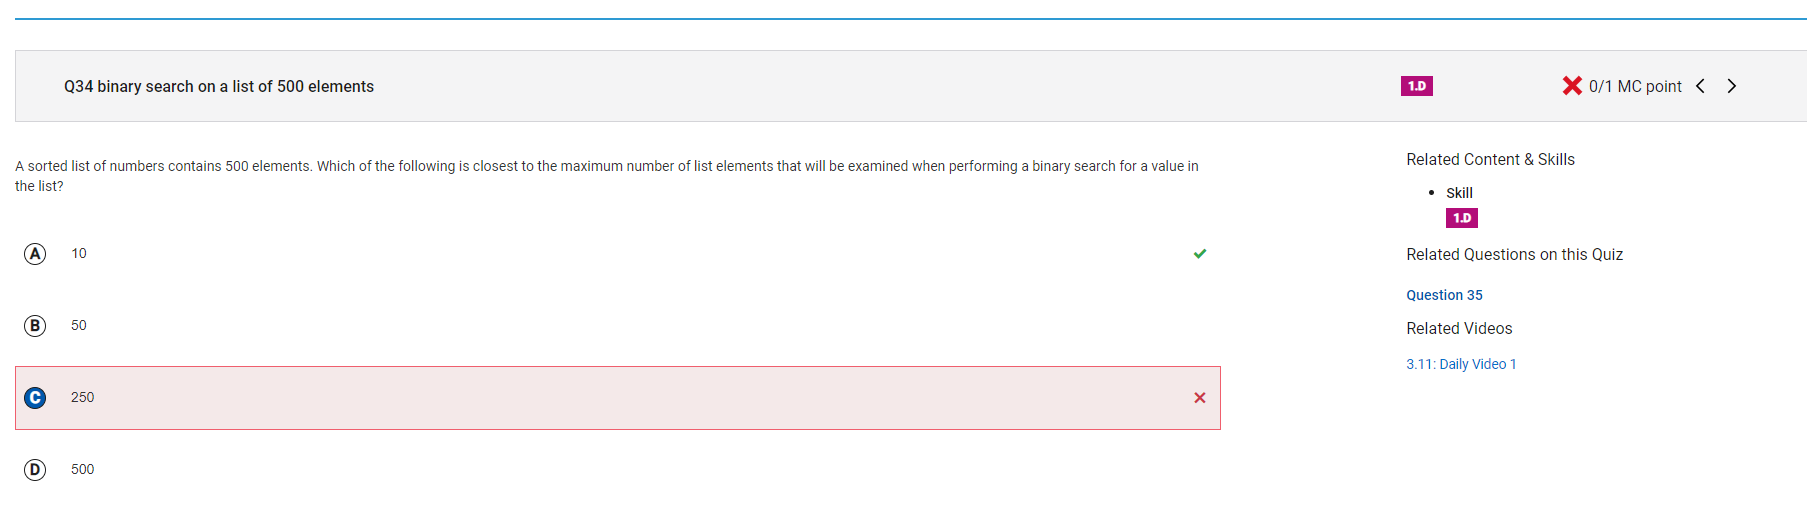 Q34 binary search on a list of 500 elements
1.D
0/1 MC point
A sorted list of numbers contains 500 elements. Which of the following is closest to the maximum number of list elements that will be examined when performing a binary search for a value in
the list?
A 10
B 50
C 250
D 500
Related Content & Skills
• Skill
1.D
Related Questions on this Quiz
Question 35
Related Videos
3.11: Daily Video 1